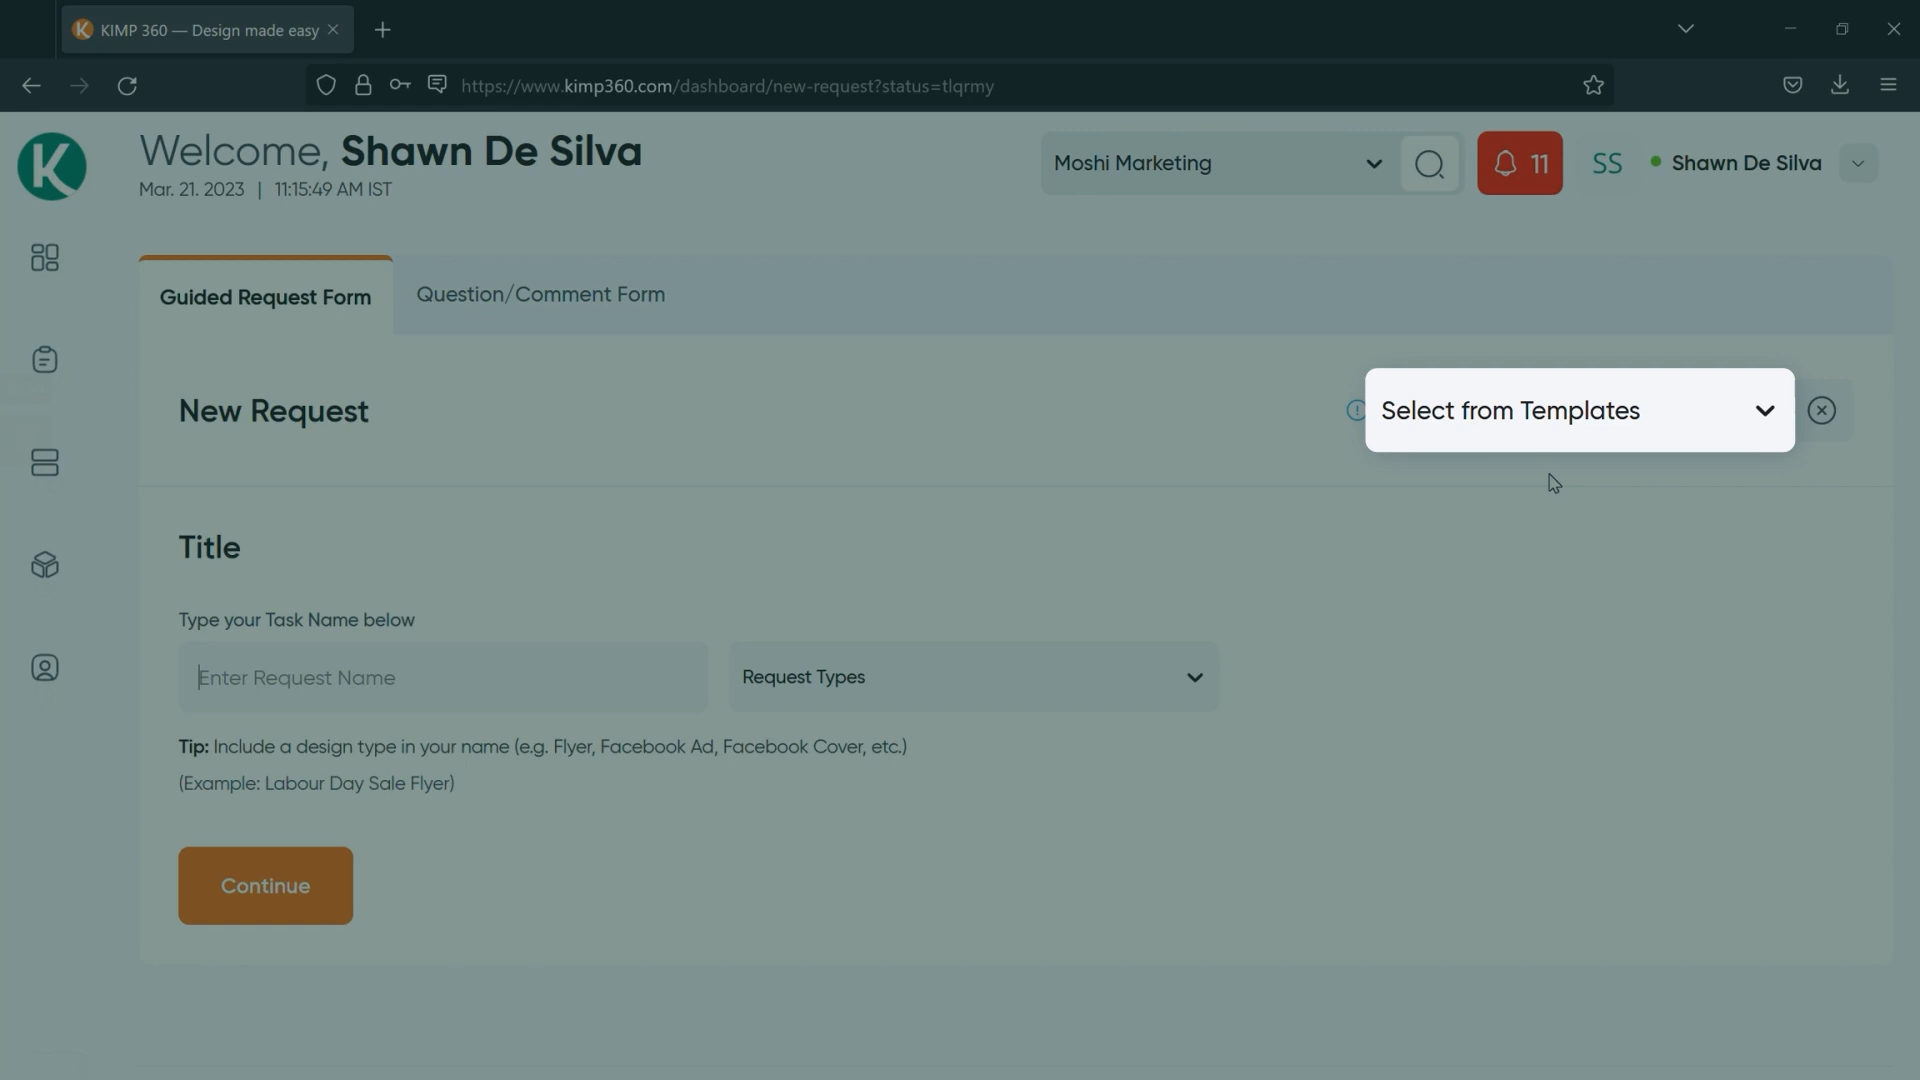 KIMP 360 — Design made easy
https://www.kimp360.com/dashboard/new-request?status=tlqrmy
K
Welcome, Shawn De Silva
Mar. 21. 2023 | 11:15:49 AM IST
Moshi Marketing
11
SS
Shawn De Silva
Guided Request Form
Question/Comment Form
New Request
Select from Templates
Title
Type your Task Name below
Enter Request Name
Request Types
Tip: Include a design type in your name (e.g. Flyer, Facebook Ad, Facebook Cover, etc.)
(Example: Labour Day Sale Flyer)
Continue